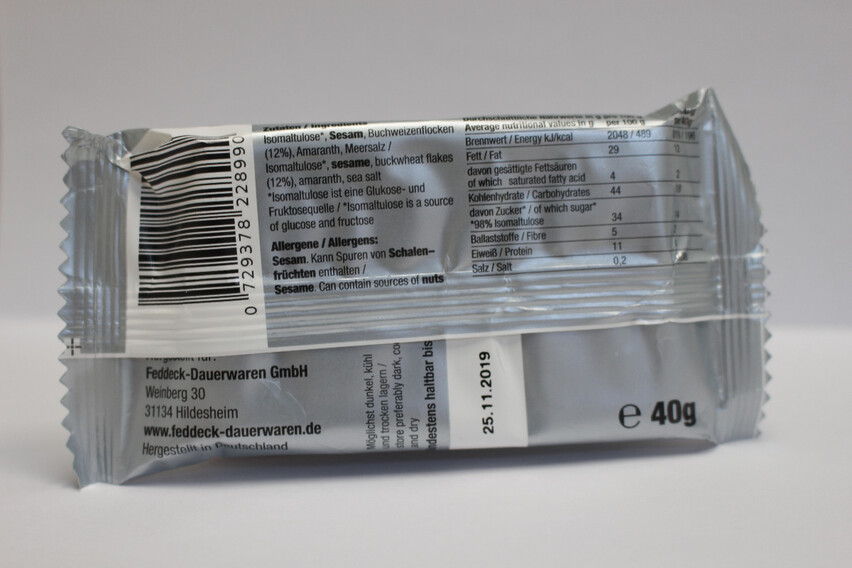 0 729378 228990
Zutaten / Ingredients
Isomaltulose*, Sesam, Buchweizenflocken
(12%), Amaranth, Meersalz /
Isomaltulose*, sesame, buckwheat flakes
(12%), amaranth, sea salt
*Isomaltulose ist eine Glukose- und
Fruktosequelle / *Isomaltulose is a source
of glucose and fructose
Allergene / Allergens:
Sesam. Kann Spuren von Schalen-
früchten enthalten /
Sesame. Can contain sources of nuts
Average nutritional values in g per 100 g
Brennwert / Energy kJ/kcal 2048 / 489
Fett / Fat 29
davon gesättigte Fettsäuren
of which saturated fatty acid 4 2
Kohlenhydrate / Carbohydrates 44
davon Zucker* / of which sugar*
*98% Isomaltulose 34
Ballaststoffe / Fibre 5
Eiweiß / Protein 11
Salz / Salt 0,2
Hergestellt für:
Feddeck-Dauerwaren GmbH
Weinberg 30
31134 Hildesheim
www.feddeck-dauerwaren.de
Hergestellt in Deutschland
Möglichst dunkel, kühl
und trocken lagern /
store preferably dark,
and dry
haltbar bis
25.11.2019
e 40g